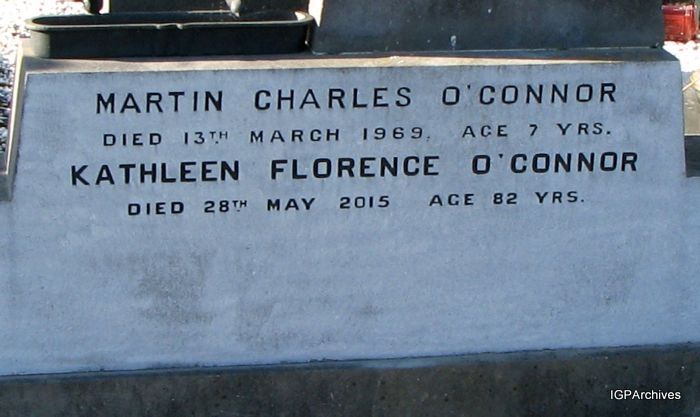 MARTIN CHARLES O'CONNOR
DIED 13TH MARCH 1969, AGE 7 YRS.
KATHLEEN FLORENCE O'CONNOR
DIED 28TH MAY 2015 AGE 82 YRS.
IGPArchives